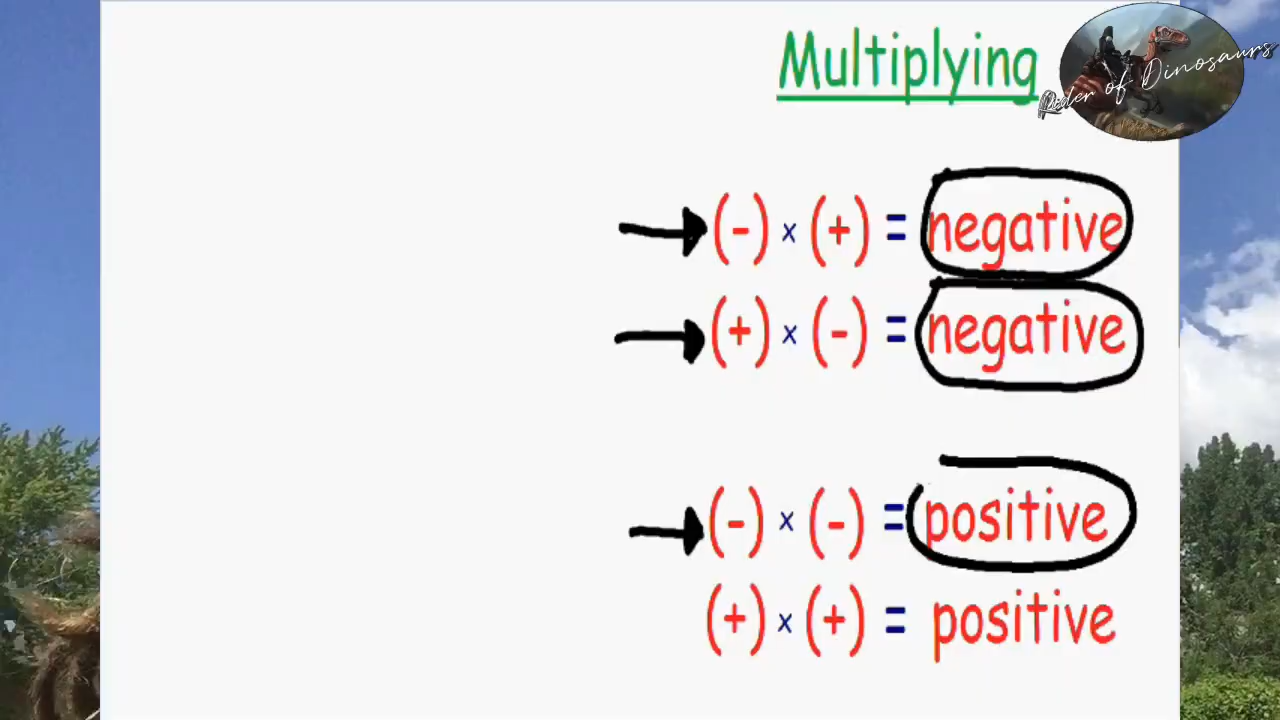 Multiplying
Rider of Dinosaurs
(-) × (+) = negative
(+) × (-) = negative
(-) × (-) = positive
(+) × (+) = positive